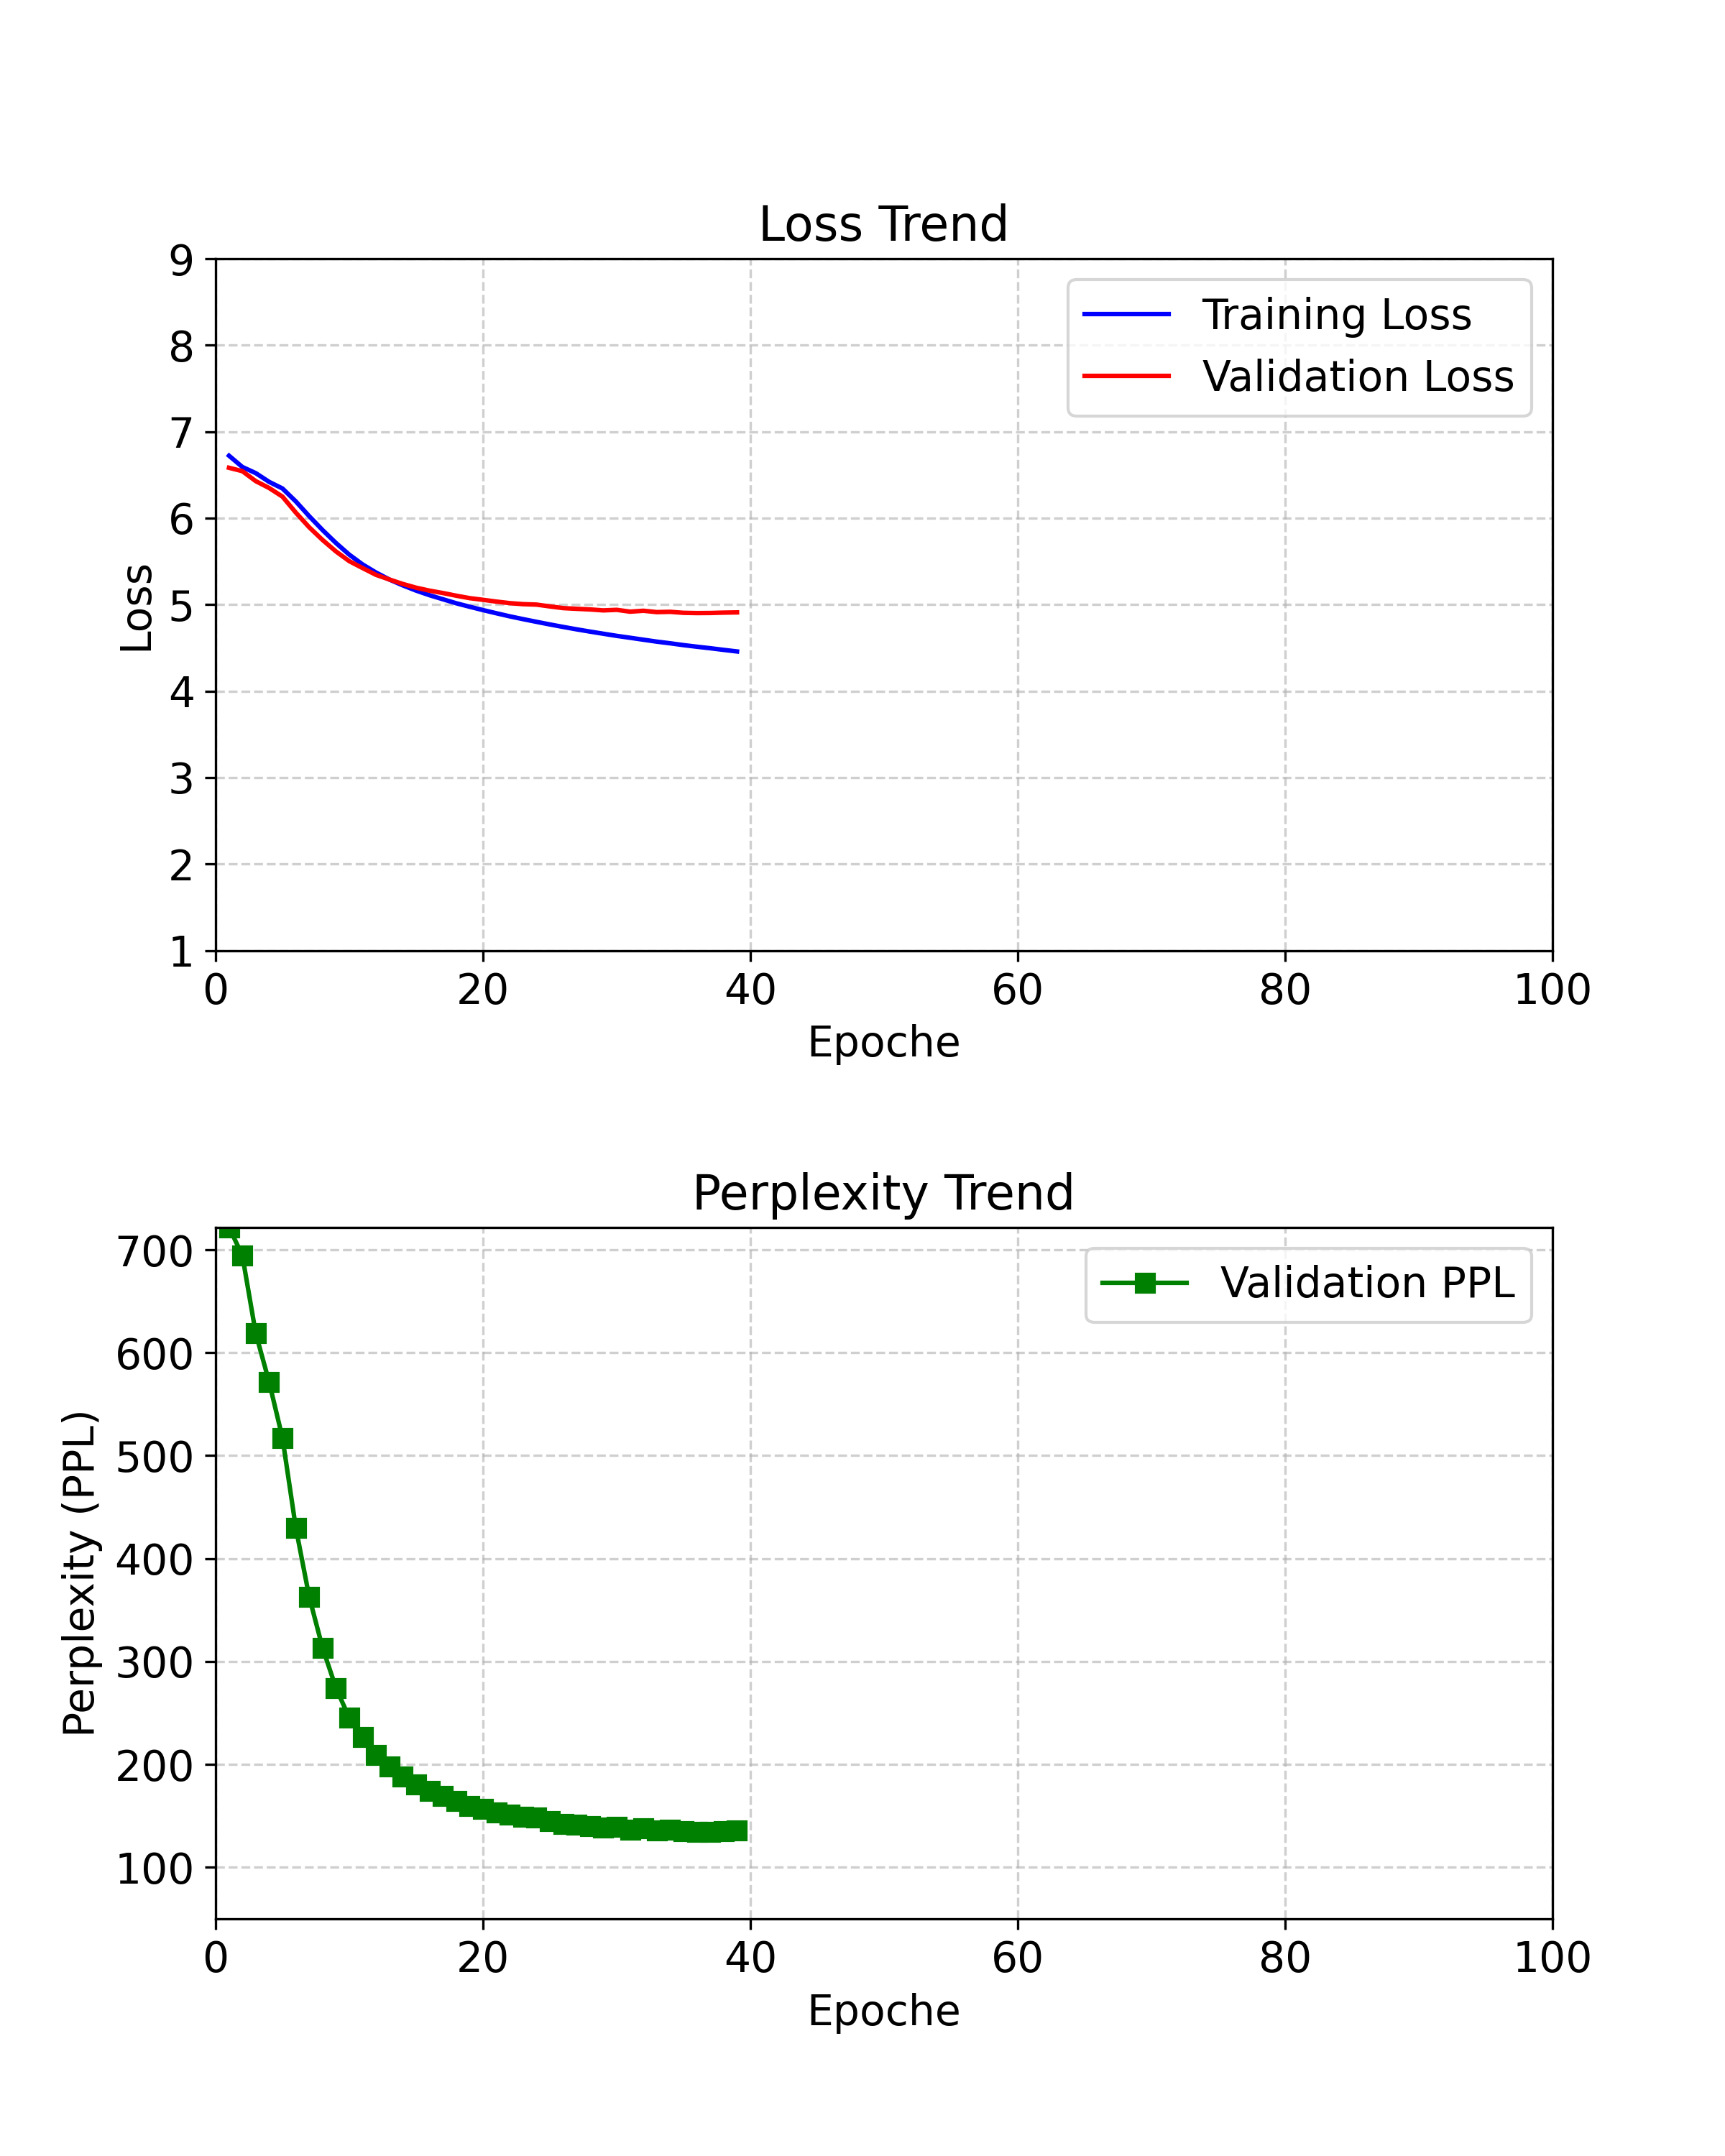 Loss Trend
9
8
7
6
5
4
3
2
1
Loss
Training Loss
Validation Loss
0 20 40 60 80 100
Epoche
Perplexity Trend
700
600
500
400
300
200
100
Perplexity (PPL)
Validation PPL
0 20 40 60 80 100
Epoche